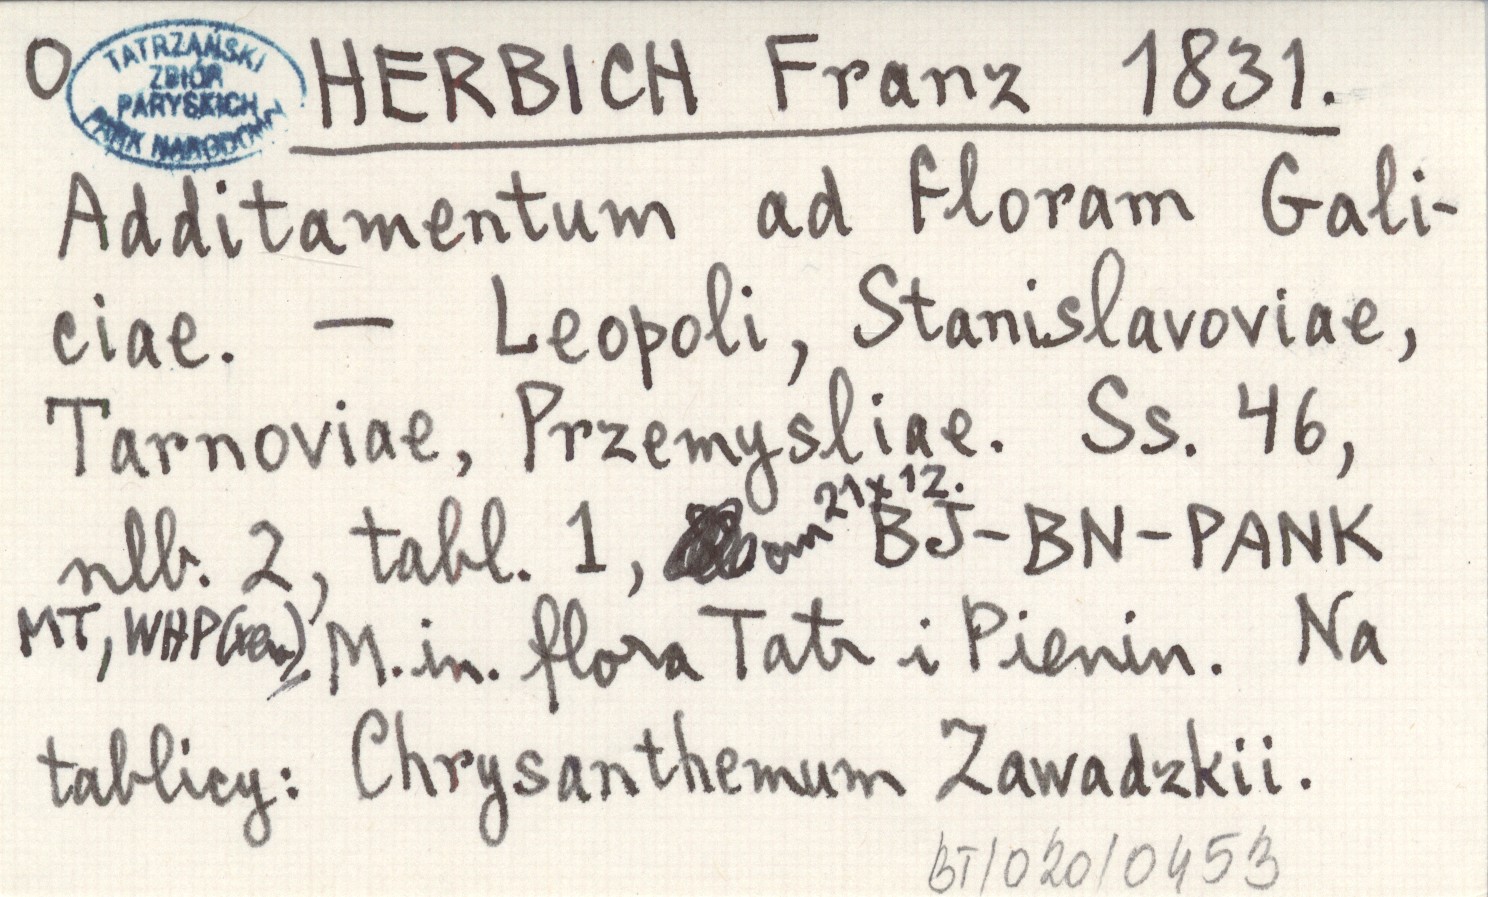 O
TATRZAŃSKI
ZBIÓR
PARYSKICH
PARK NARODOWY
HERBICH Franz 1831.
Additamentum ad Floram Gali-
ciae. — Leopoli, Stanislavoviae,
Tarnoviae, Przemysliae. Ss. 46,
nlb. 2, tabl. 1, cm 21x12. BJ-BN-PANK
MT, WHP(xer.), M. in. flora Tatr i Pienin. Na
tablicy: Chrysanthemum Zawadzkii.
BT/020/0453